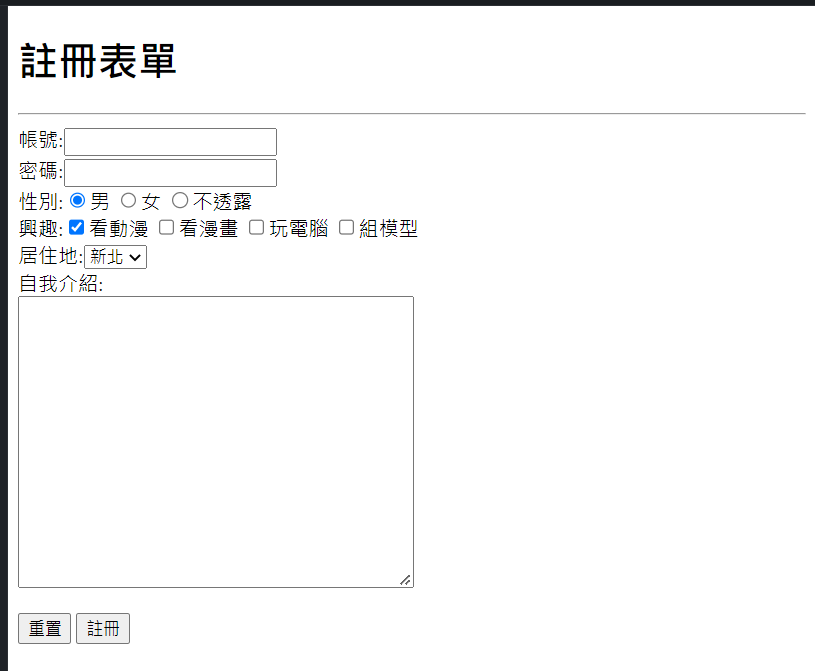 註冊表單
帳號:
密碼:
性別: 男 女 不透露
興趣: 看動漫 看漫畫 玩電腦 組模型
居住地: 新北
自我介紹:
重置 註冊